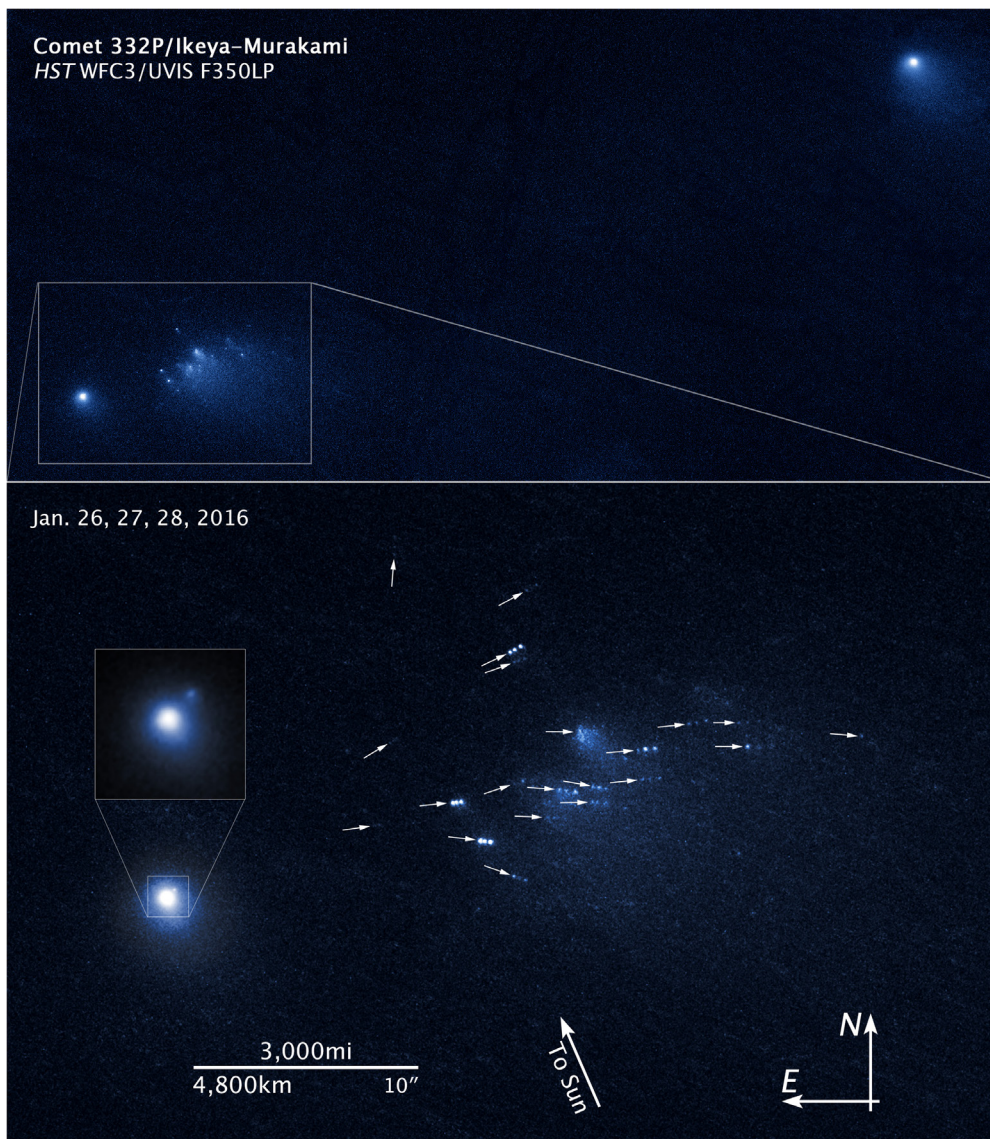 Comet 332P/Ikeya-Murakami
HST WFC3/UVIS F350LP
Jan. 26, 27, 28, 2016
3,000mi
4,800km
10″
To Sun
N
E